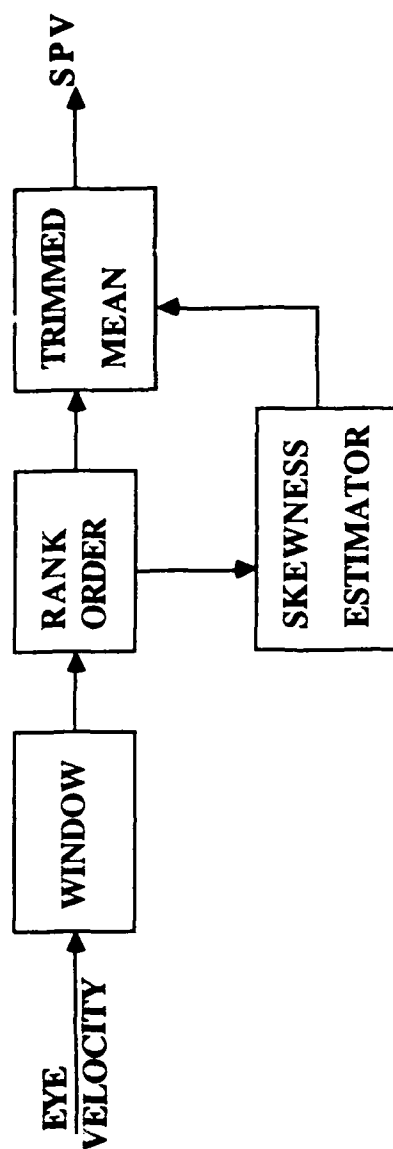 EYE
VELOCITY
WINDOW
RANK
ORDER
SKEWNESS
ESTIMATOR
TRIMMED
MEAN
SPV